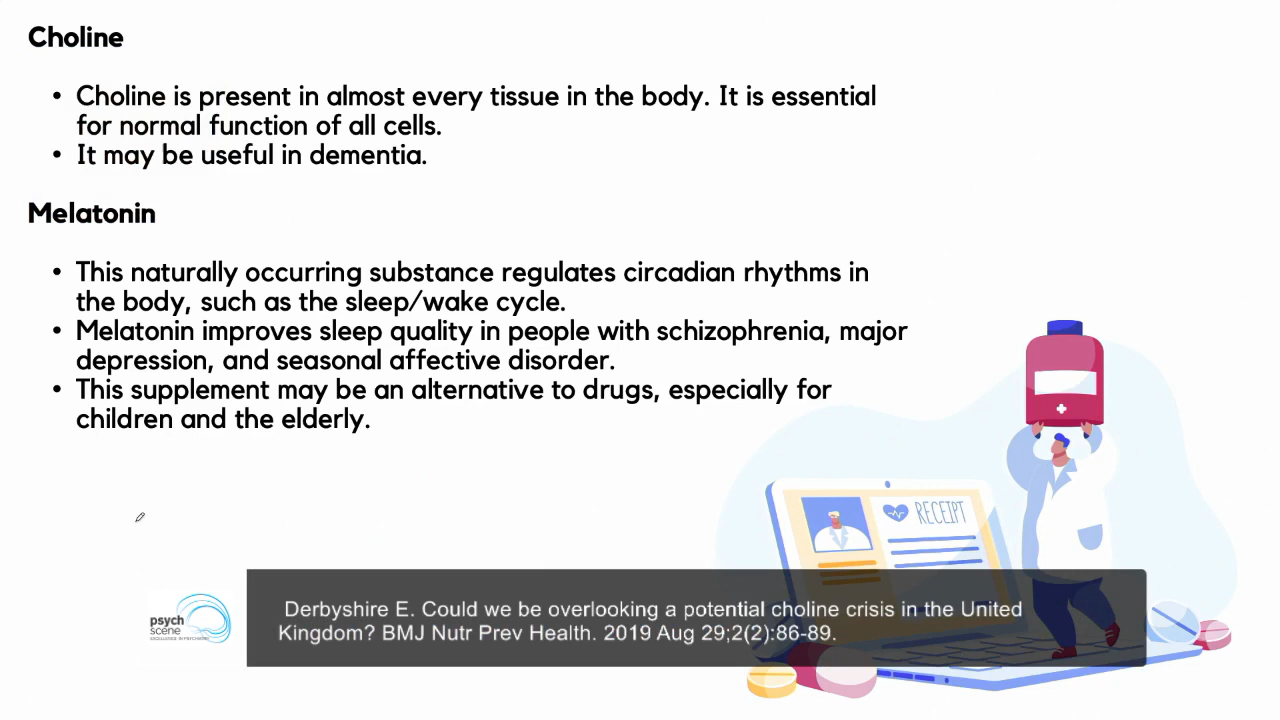 Choline
• Choline is present in almost every tissue in the body. It is essential
for normal function of all cells.
• It may be useful in dementia.
Melatonin
• This naturally occurring substance regulates circadian rhythms in
the body, such as the sleep/wake cycle.
• Melatonin improves sleep quality in people with schizophrenia, major
depression, and seasonal affective disorder.
• This supplement may be an alternative to drugs, especially for
children and the elderly.
RECEIPT
psych
scene
EXCELLENCE IN PSYCHIATRY
Derbyshire E. Could we be overlooking a potential choline crisis in the United
Kingdom? BMJ Nutr Prev Health. 2019 Aug 29;2(2):86-89.